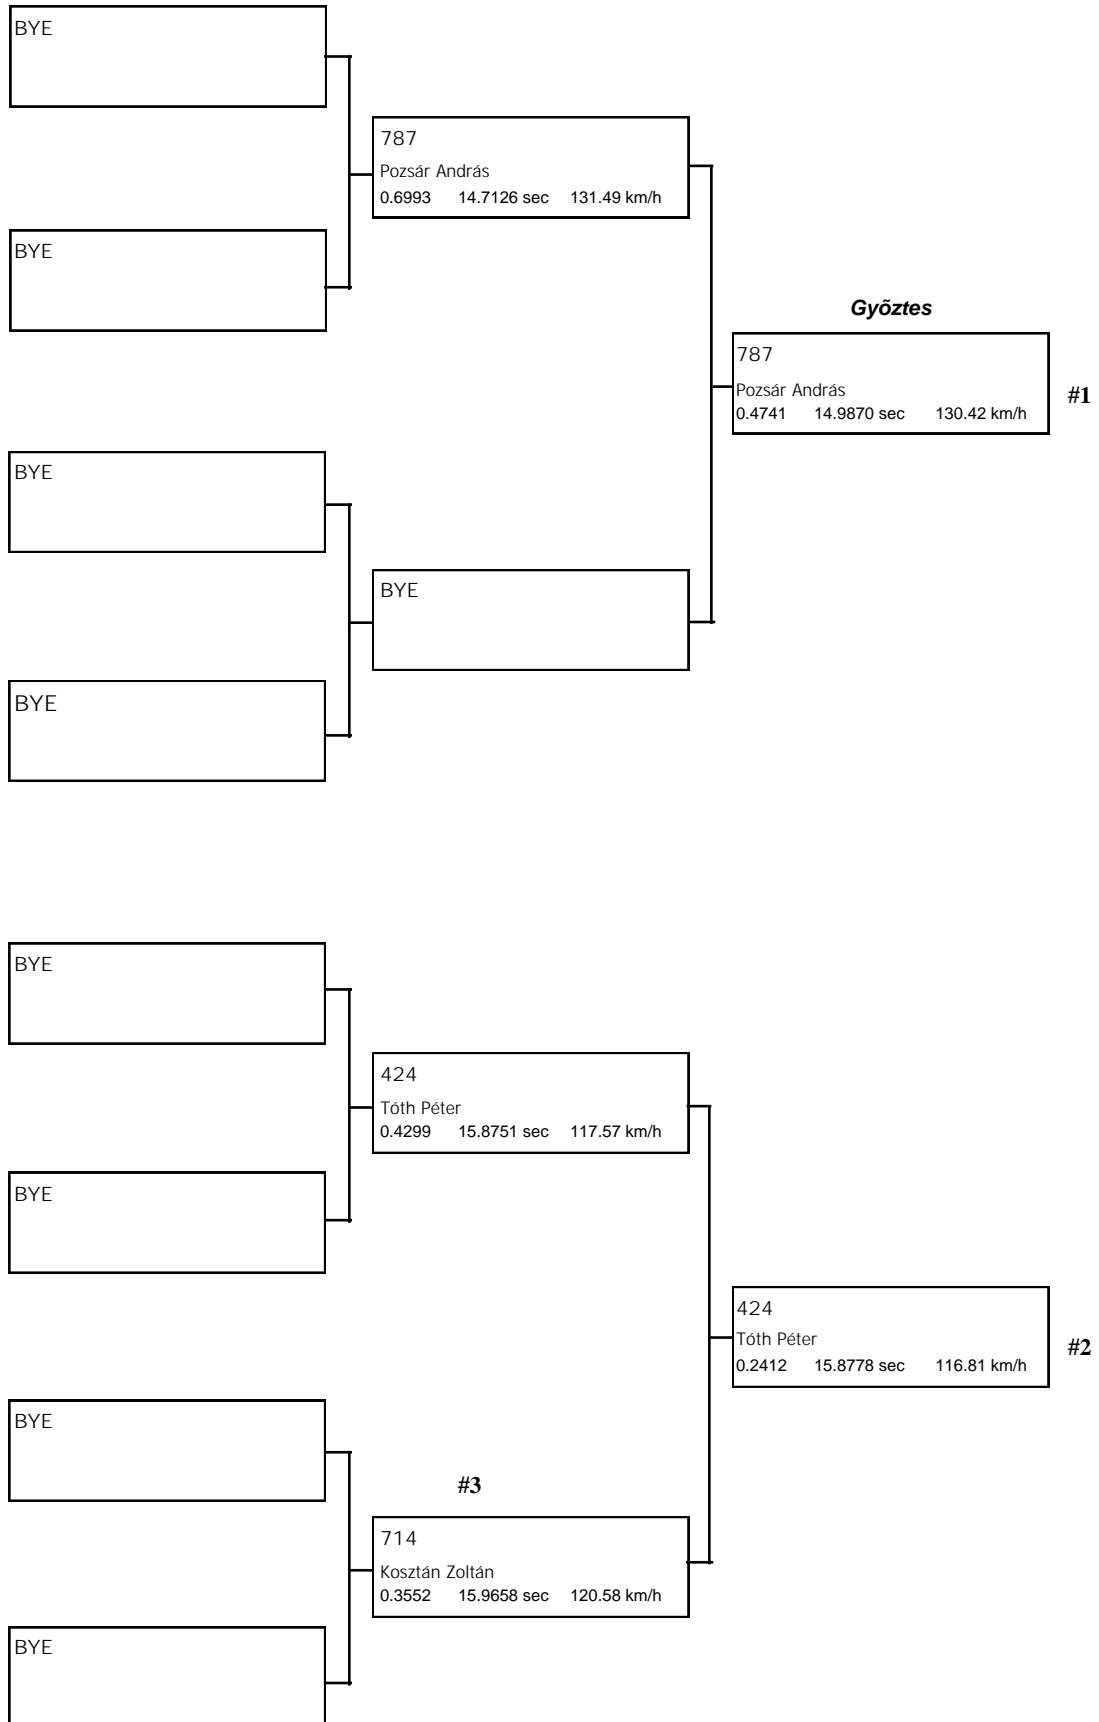 BYE
787
Pozsár András
0.6993 14.7126 sec 131.49 km/h
BYE
Gyõztes
787
Pozsár András
0.4741 14.9870 sec 130.42 km/h
#1
BYE
BYE
BYE
BYE
424
Tóth Péter
0.4299 15.8751 sec 117.57 km/h
BYE
424
Tóth Péter
0.2412 15.8778 sec 116.81 km/h
#2
BYE
#3
714
Kosztán Zoltán
0.3552 15.9658 sec 120.58 km/h
BYE